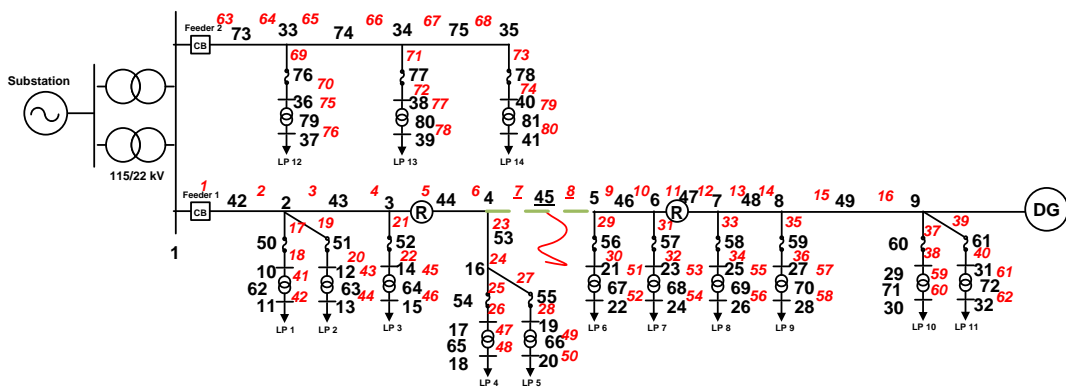 63 64 65 66 67 68
Feeder 2
73 33 74 34 75 35
CB
69 71 73
76 77 78
70 72 74
Substation
36 75 38 77 40 79
79 80 81
37 76 39 78 41 80
LP 12 LP 13 LP 14
115/22 kV
1 2 3 4 5 6 7 8 9 10 11 12 13 14 15 16
Feeder 1
42 2 43 3 44 4 45 5 46 6 47 7 48 8 49 9
CB R R DG
17 19 21 23 29 31 33 35 37 39
1
50 51 52 53 56 57 58 59 60 61
18 20 22 24 30 32 34 36 38 40
10 41 12 43 14 45 16 27 21 51 23 53 25 55 27 57 29 59 31 61
62 63 64 25 67 68 69 70 71 60 72
11 42 13 44 15 46 54 26 55 28 22 52 24 54 26 56 28 58 30 32 62
LP 1 LP 2 LP 3 LP 6 LP 7 LP 8 LP 9 LP 10 LP 11
17 47 19 49
65 48 66
18 20 50
LP 4 LP 5